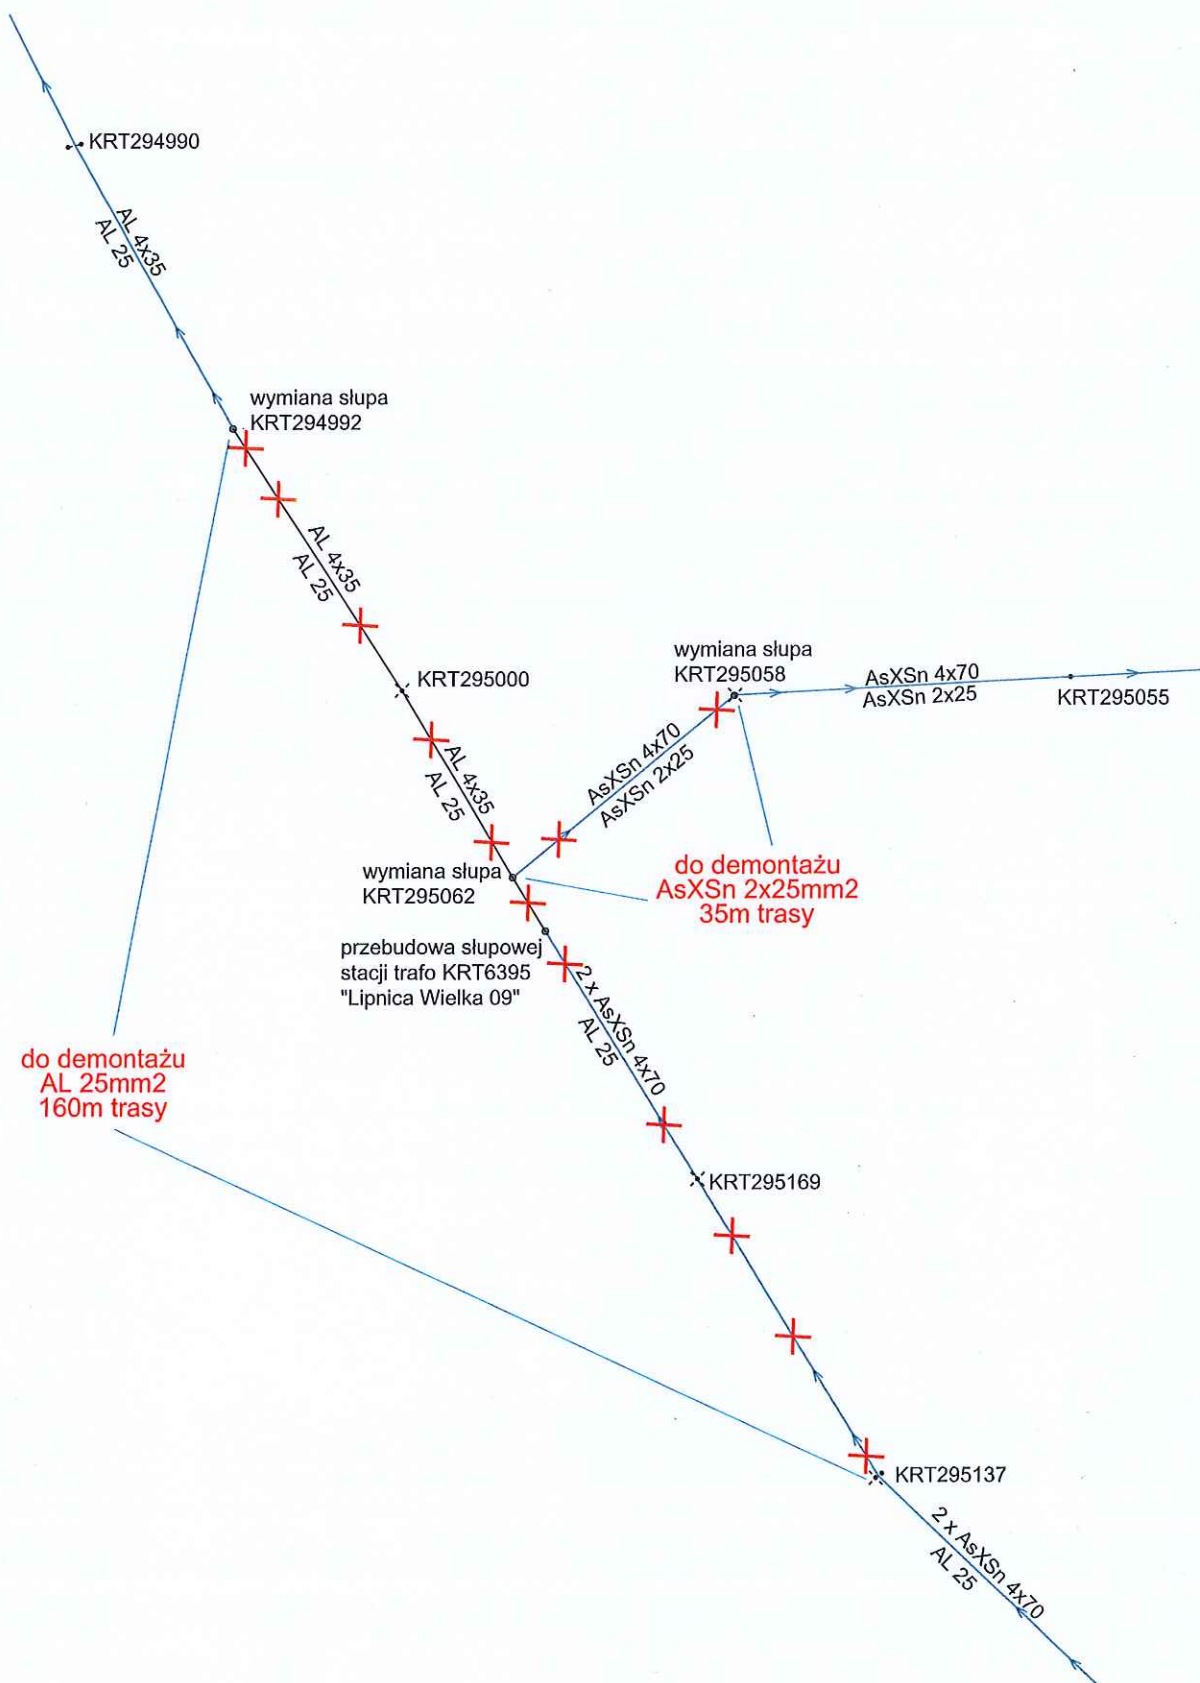 KRT294990
AL 4x35
AL 25
wymiana słupa
KRT294992
AL 4x35
AL 25
KRT295000
wymiana słupa
KRT295058
AsXSn 4x70
AsXSn 2x25
KRT295055
AsXSn 4x70
AsXSn 2x25
AL 4x35
AL 25
wymiana słupa
KRT295062
do demontażu
AsXSn 2x25mm2
35m trasy
przebudowa słupowej
stacji trafo KRT6395
"Lipnica Wielka 09"
2 x AsXSn 4x70
AL 25
do demontażu
AL 25mm2
160m trasy
KRT295169
KRT295137
2 x AsXSn 4x70
AL 25